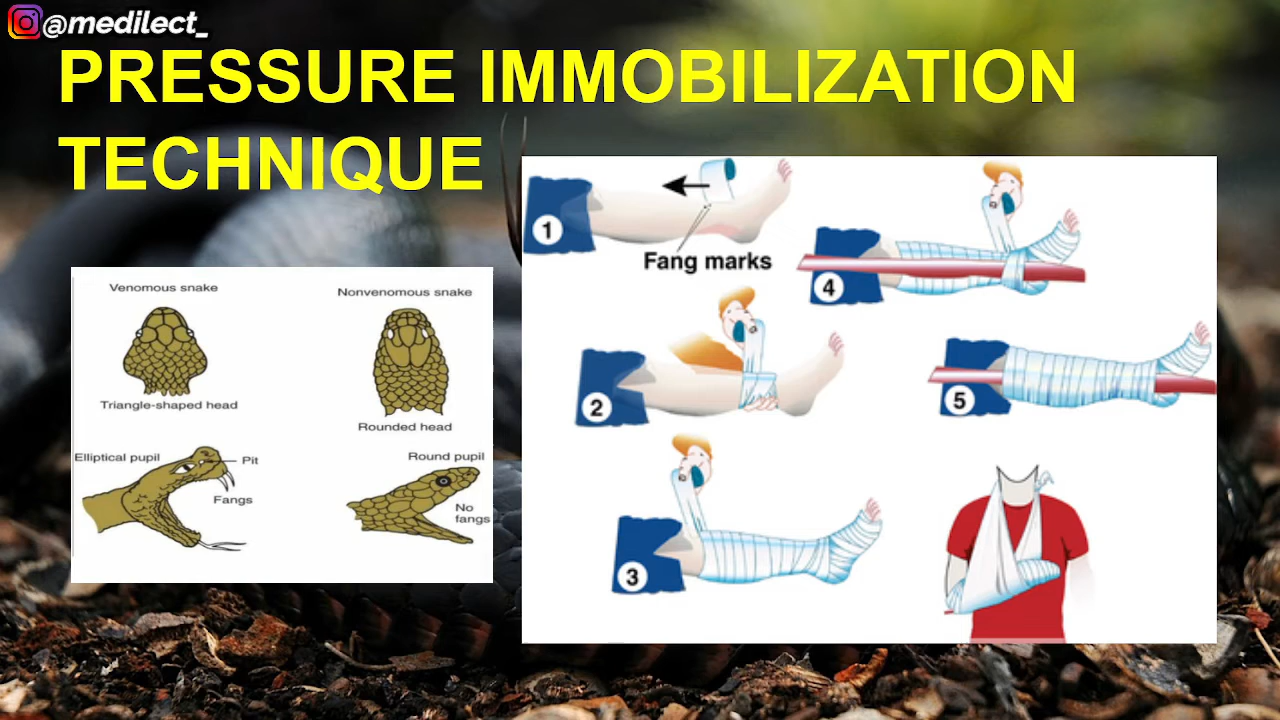 @medilect_
PRESSURE IMMOBILIZATION
TECHNIQUE
Venomous snake
Nonvenomous snake
Triangle-shaped head
Rounded head
Elliptical pupil
Pit
Fangs
Round pupil
No
fangs
1
Fang marks
2
3
4
5